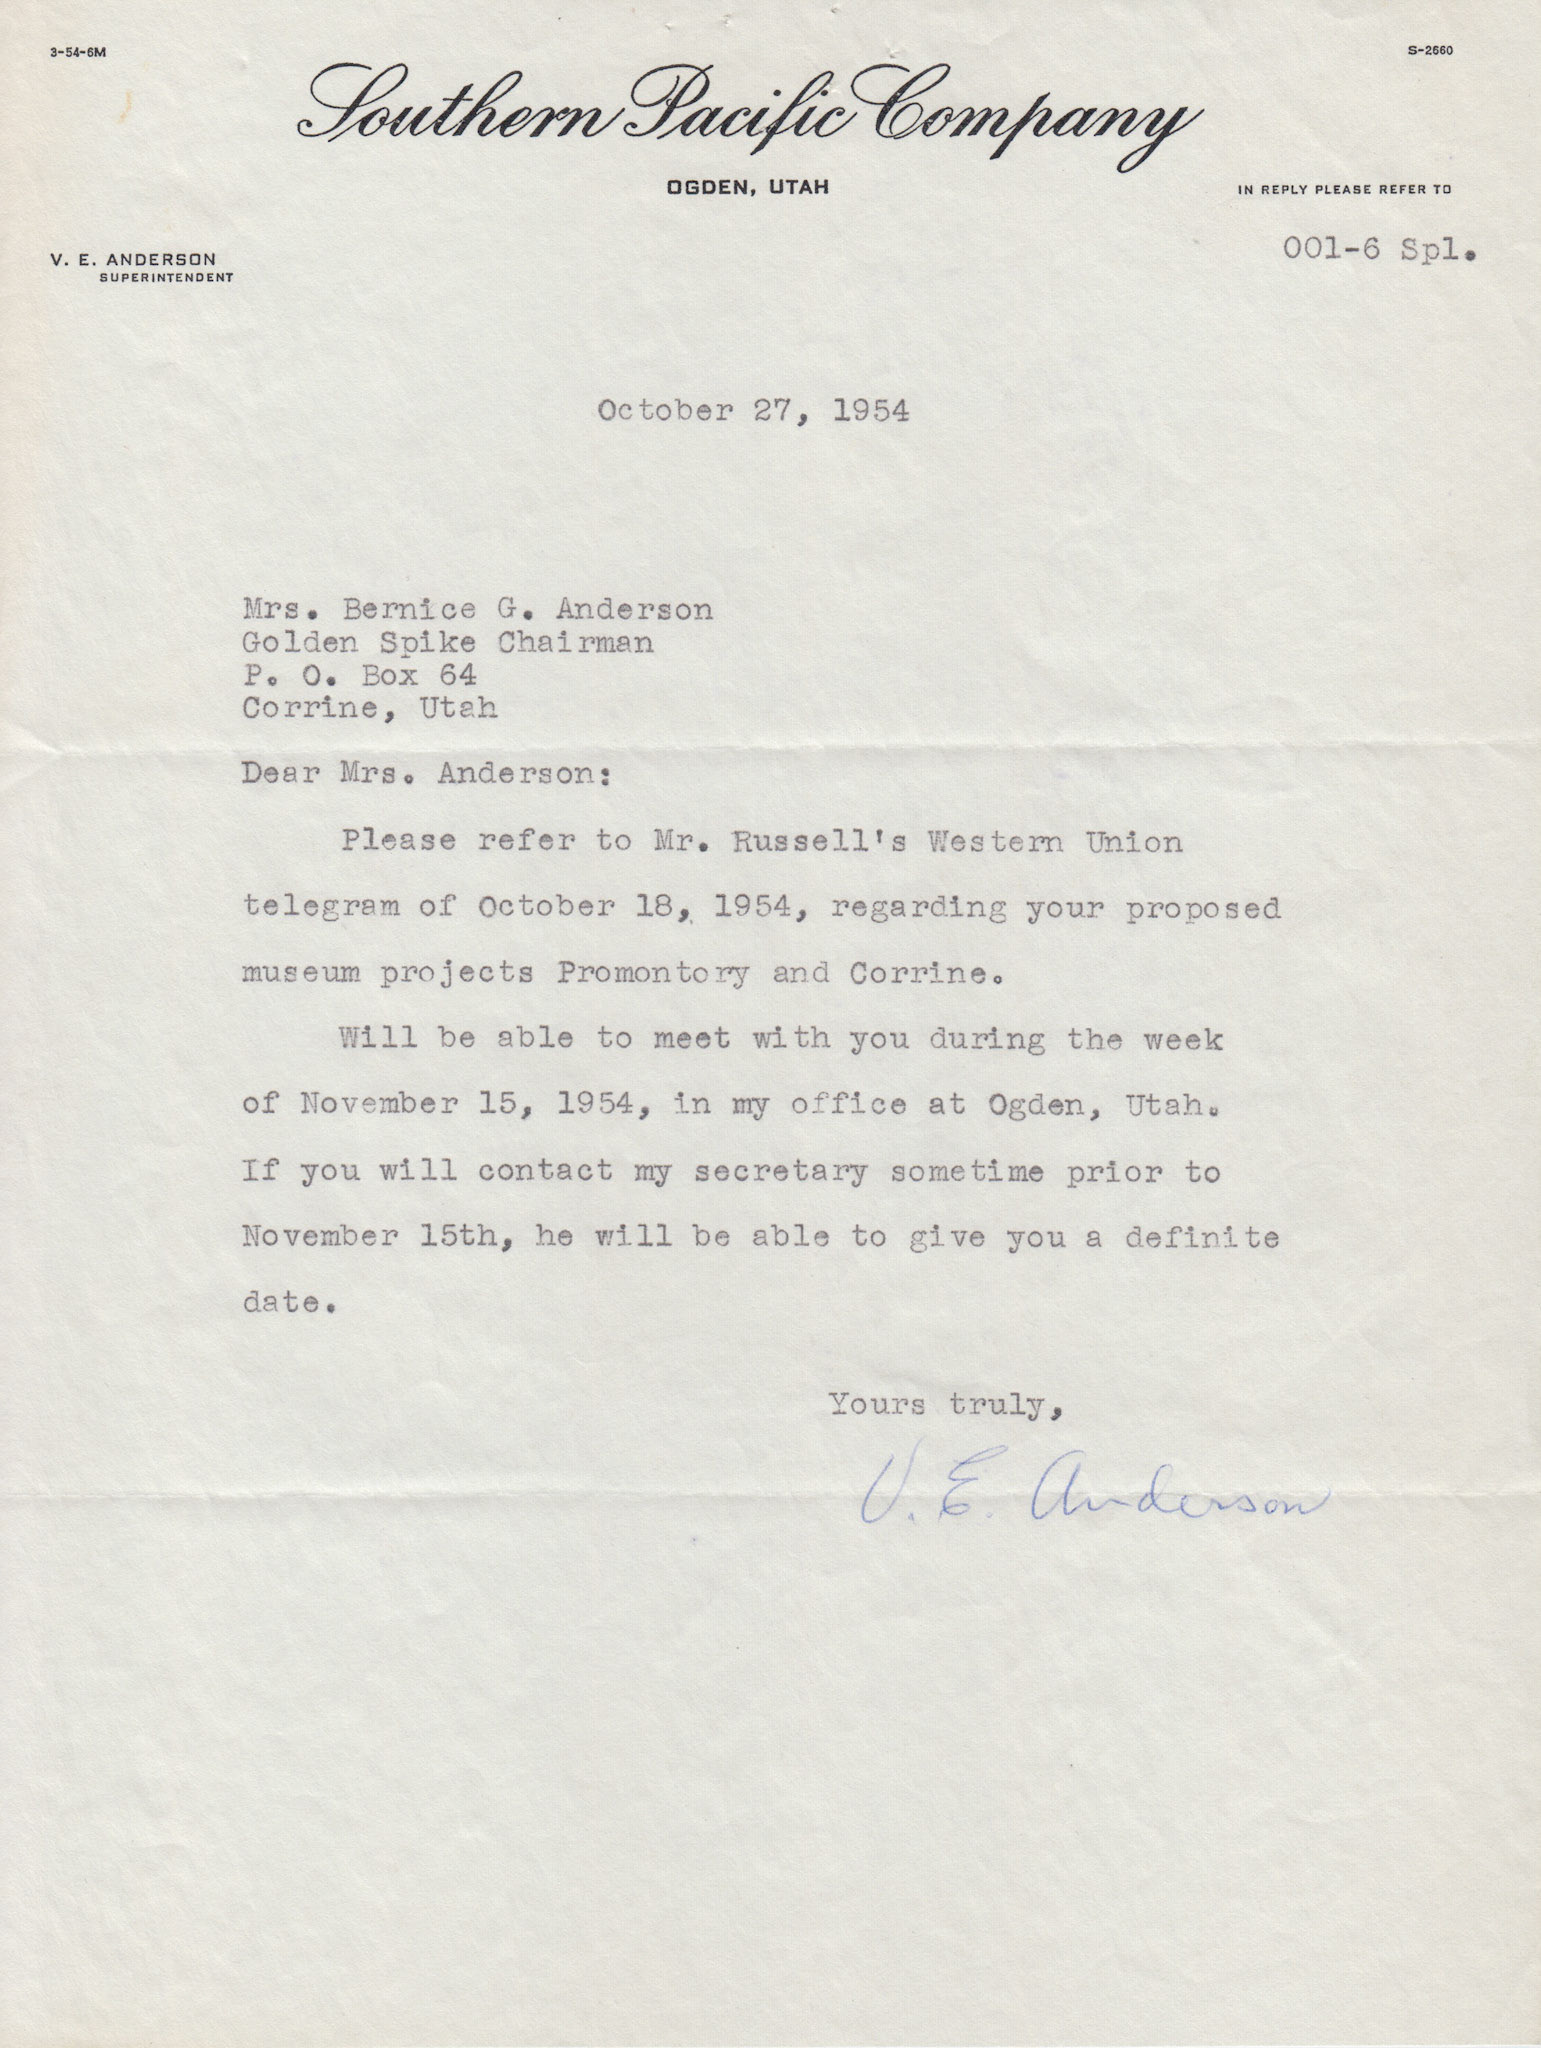 3-54-6M
S-2660
Southern Pacific Company
OGDEN, UTAH
IN REPLY PLEASE REFER TO
V. E. ANDERSON
SUPERINTENDENT
001-6 Spl.
October 27, 1954
Mrs. Bernice G. Anderson
Golden Spike Chairman
P. O. Box 64
Corrine, Utah
Dear Mrs. Anderson:
Please refer to Mr. Russell's Western Union
telegram of October 18, 1954, regarding your proposed
museum projects Promontory and Corrine.
Will be able to meet with you during the week
of November 15, 1954, in my office at Ogden, Utah.
If you will contact my secretary sometime prior to
November 15th, he will be able to give you a definite
date.
Yours truly,
V. E. Anderson